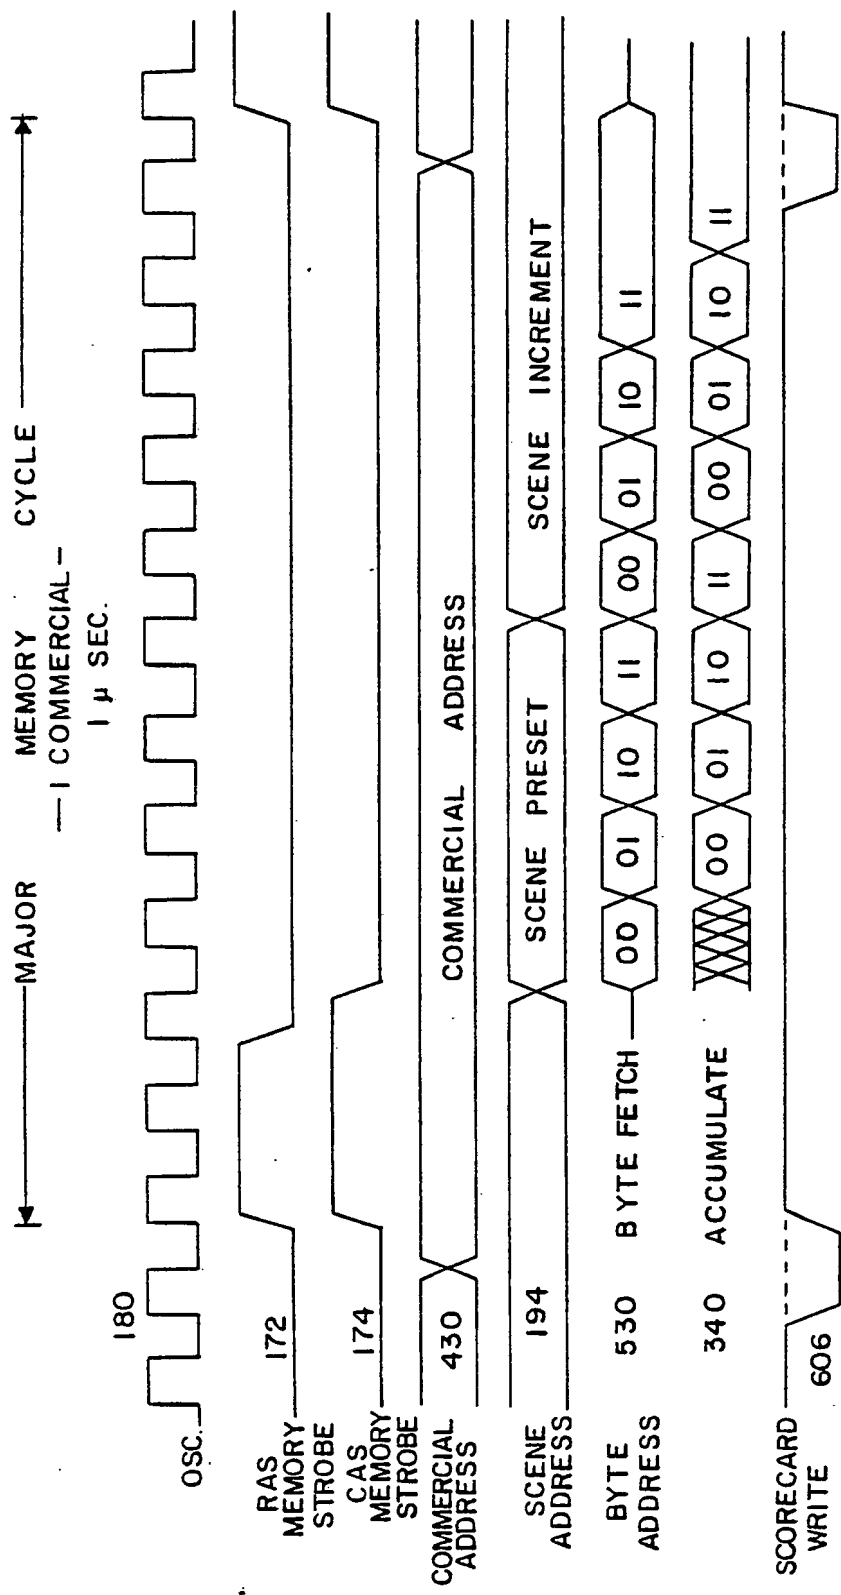 MAJOR MEMORY CYCLE
— 1 COMMERCIAL —
1 µ SEC.
OSC. 180
RAS
MEMORY
STROBE
172
CAS
MEMORY
STROBE
174
COMMERCIAL
ADDRESS
430
COMMERCIAL ADDRESS
SCENE
ADDRESS
194
SCENE PRESET
SCENE INCREMENT
BYTE
ADDRESS
530 BYTE FETCH
00 01 10 11 00 01 10 11
340 ACCUMULATE
00 01 10 11 00 01 10 11
SCORECARD
WRITE
606